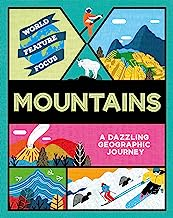 WORLD
FEATURE
FOCUS
MOUNTAINS
A DAZZLING
GEOGRAPHIC
JOURNEY